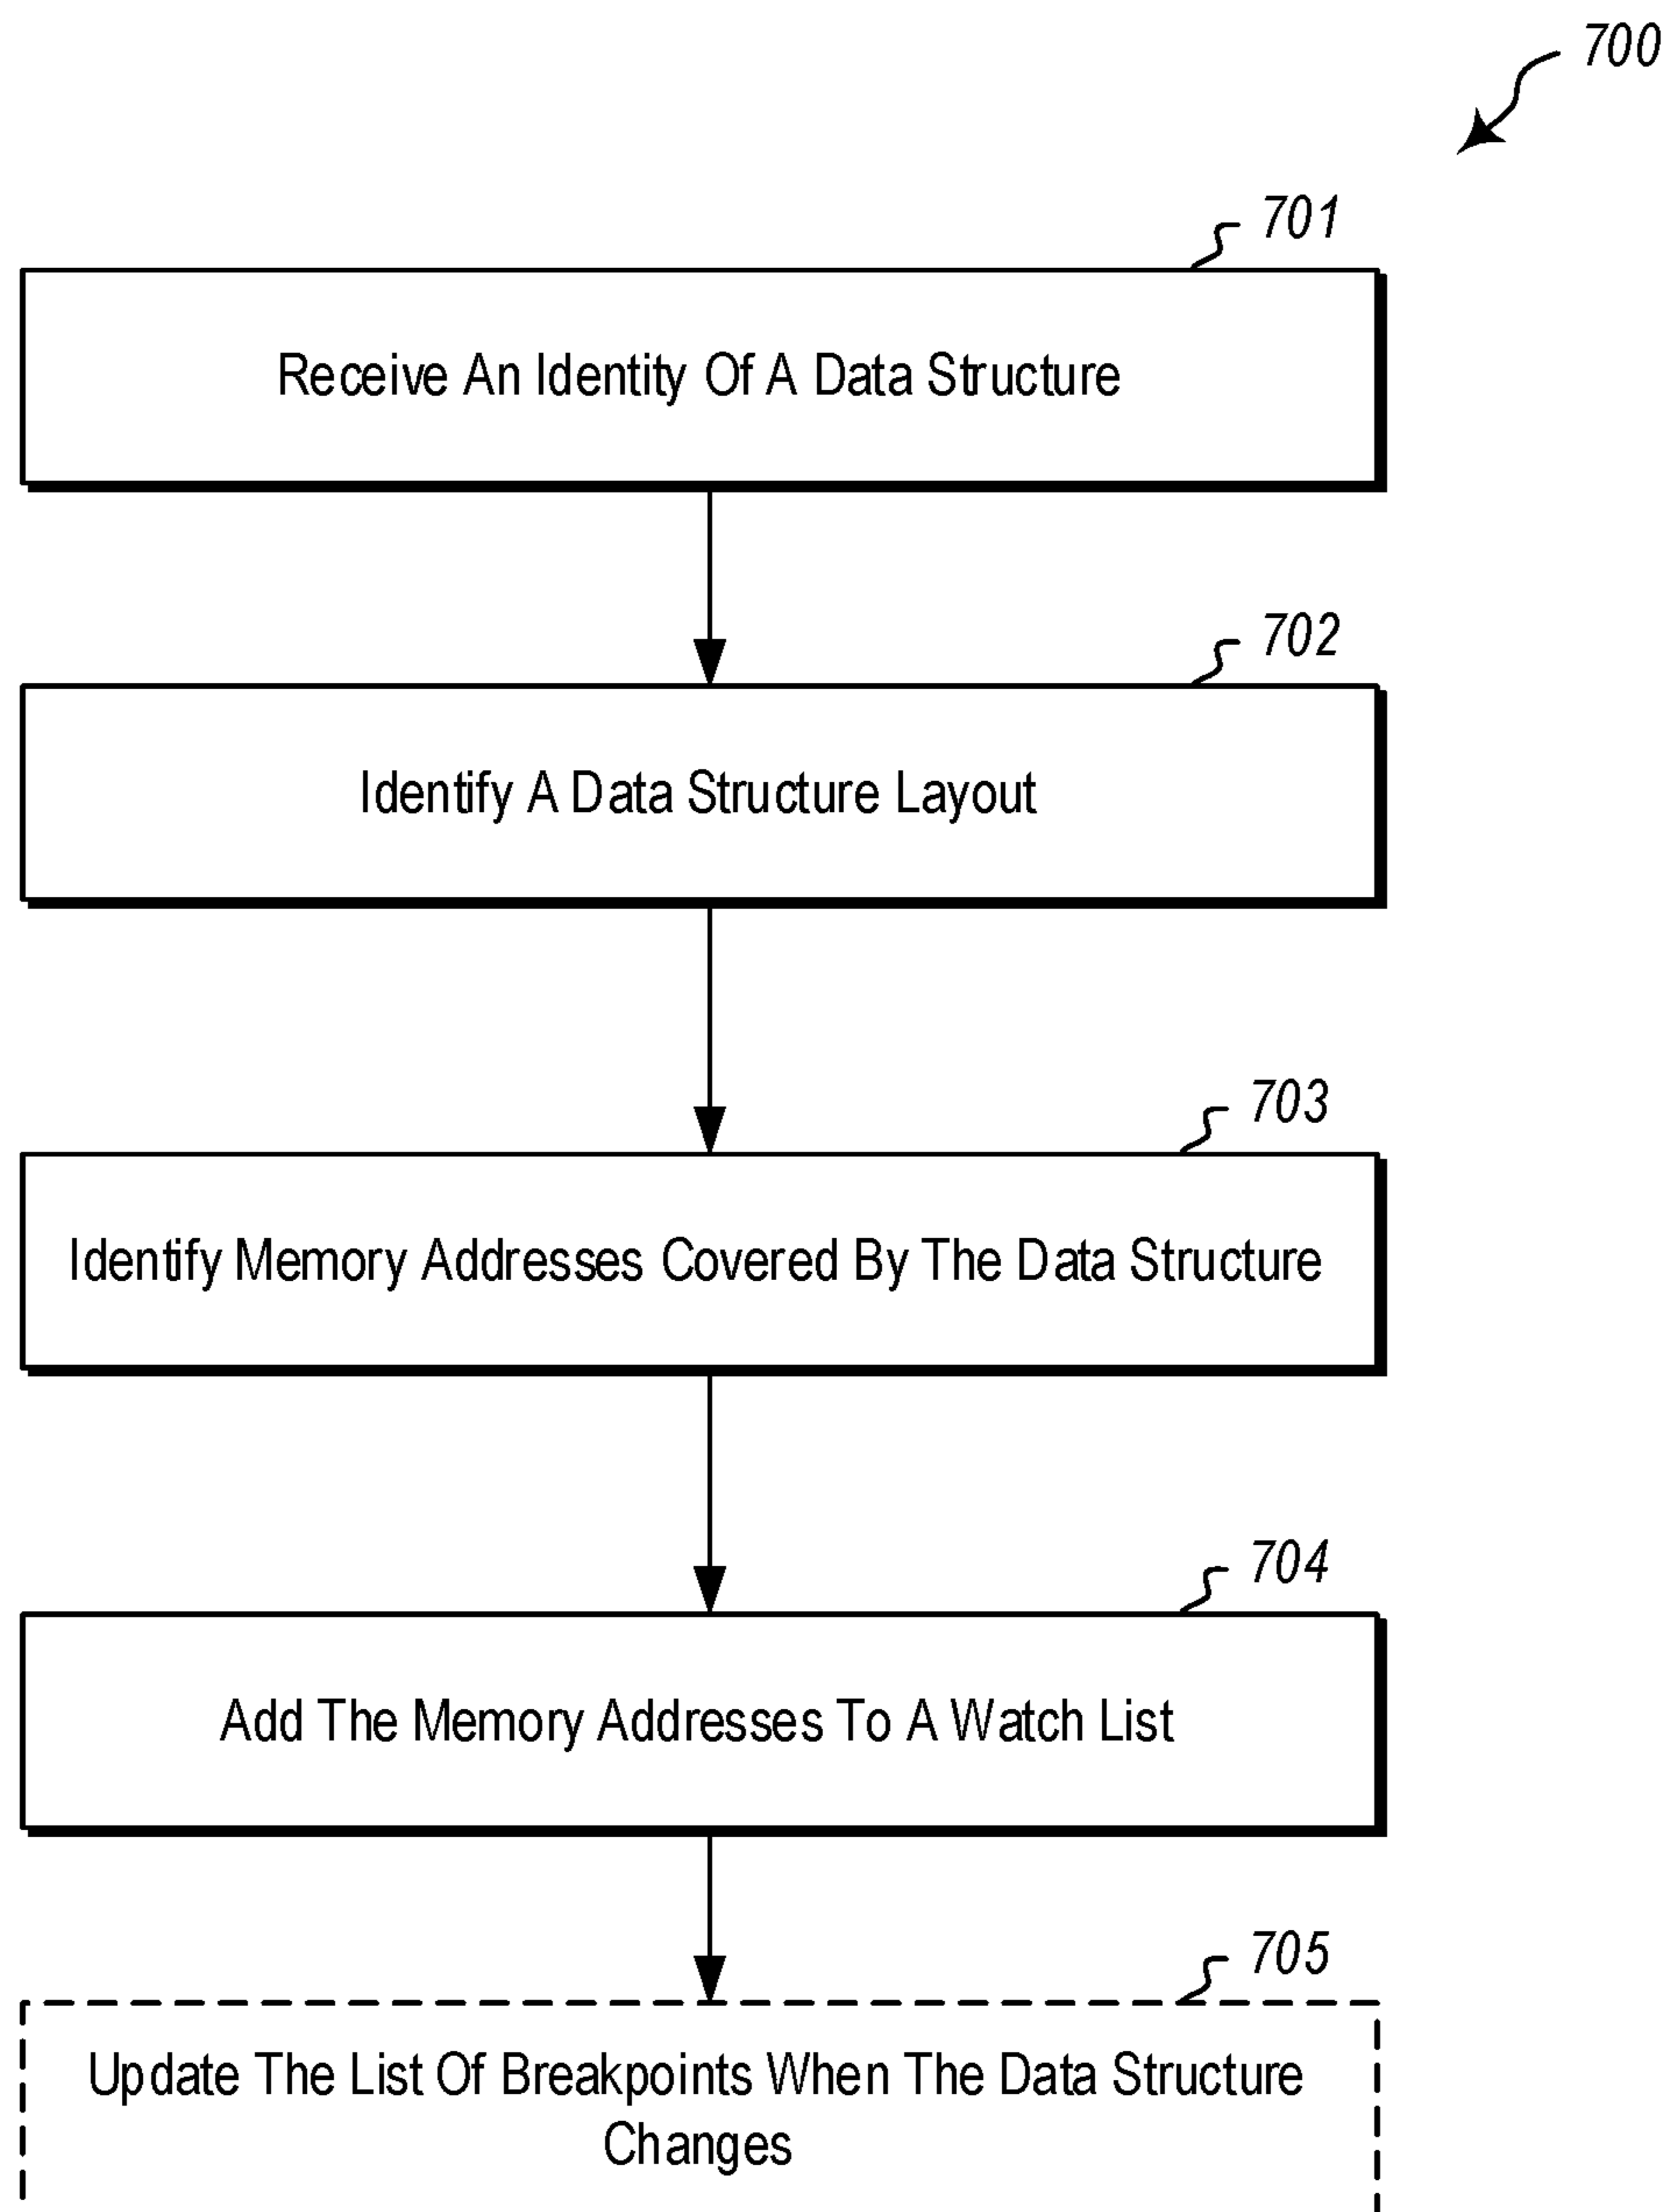 700
701
Receive An Identity Of A Data Structure
702
Identify A Data Structure Layout
703
Identify Memory Addresses Covered By The Data Structure
704
Add The Memory Addresses To A Watch List
705
Update The List Of Breakpoints When The Data Structure
Changes